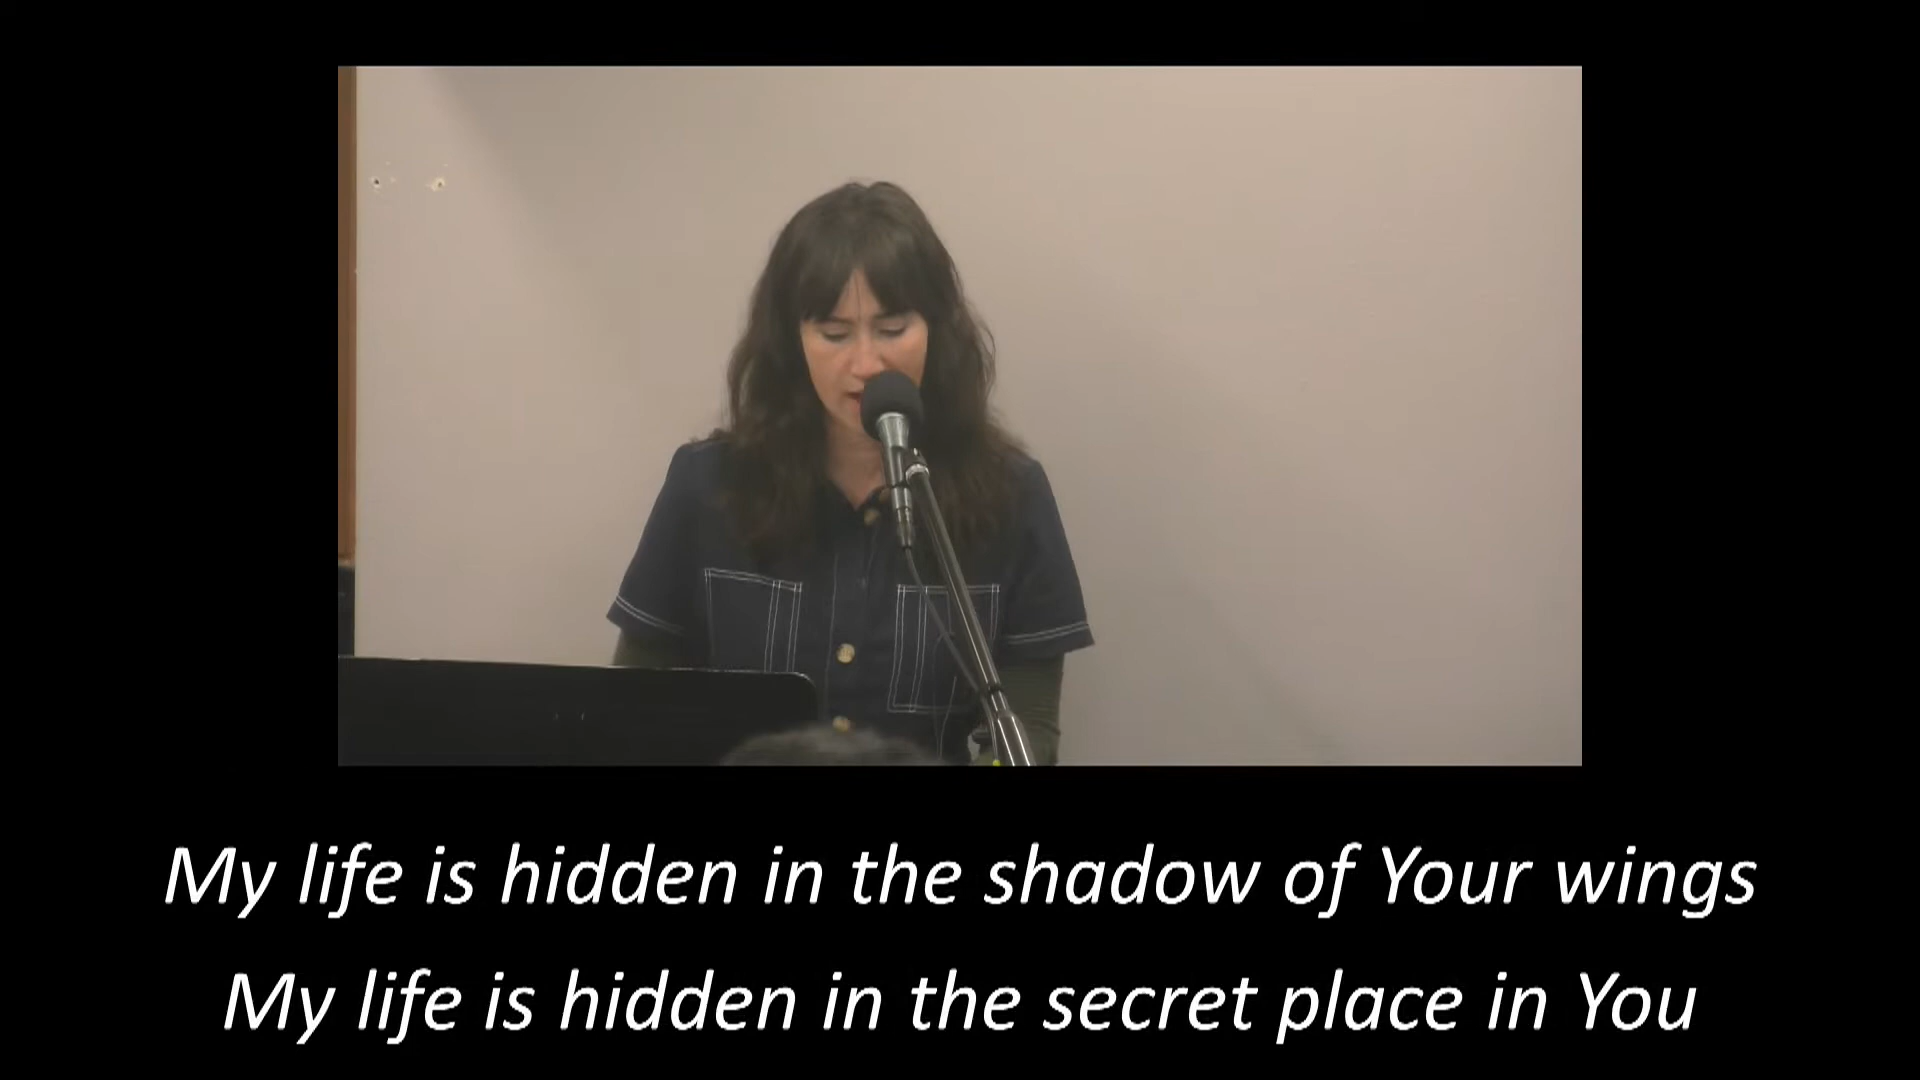 My life is hidden in the shadow of Your wings
My life is hidden in the secret place in You